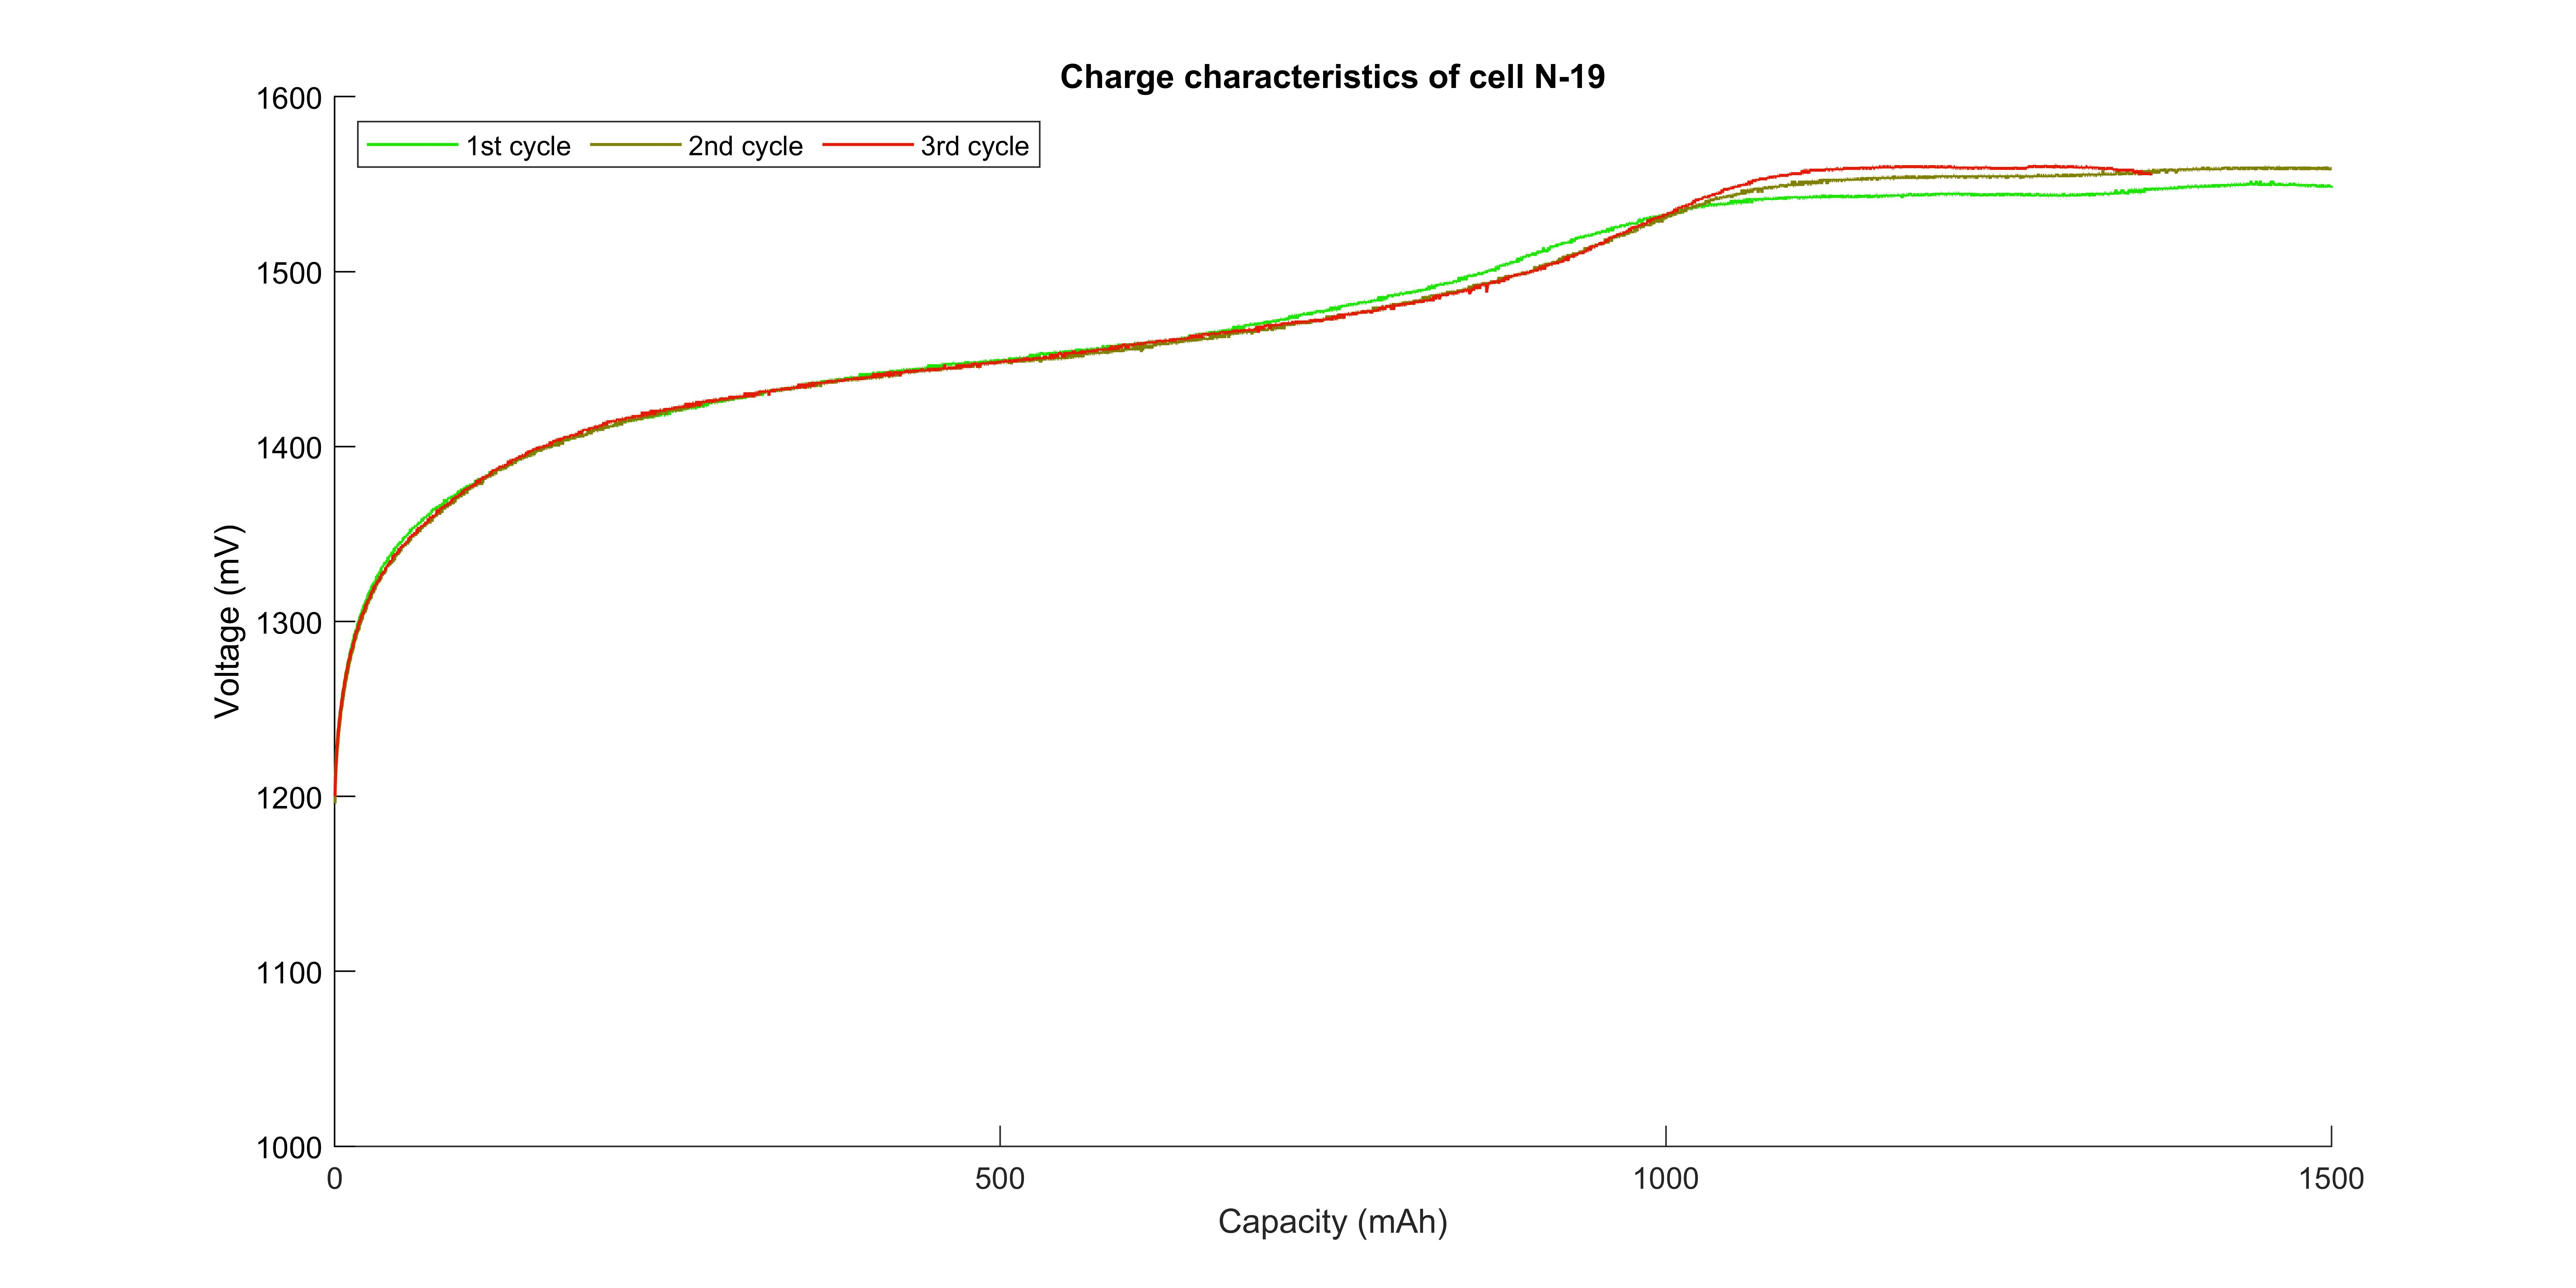 Charge characteristics of cell N-19
1600
1st cycle 2nd cycle 3rd cycle
1500
1400
1300
1200
1100
1000
Voltage (mV)
0 500 1000 1500
Capacity (mAh)